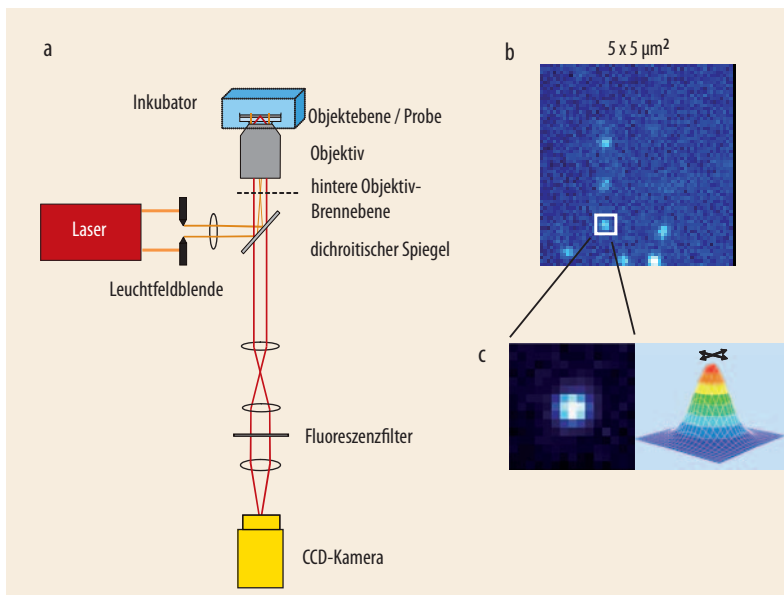 a
Inkubator
Objektebene / Probe
Objektiv
hintere Objektiv-
Brennebene
Laser
dichroitischer Spiegel
Leuchtfeldblende
Fluoreszenzfilter
CCD-Kamera
b
5 x 5 µm²
c